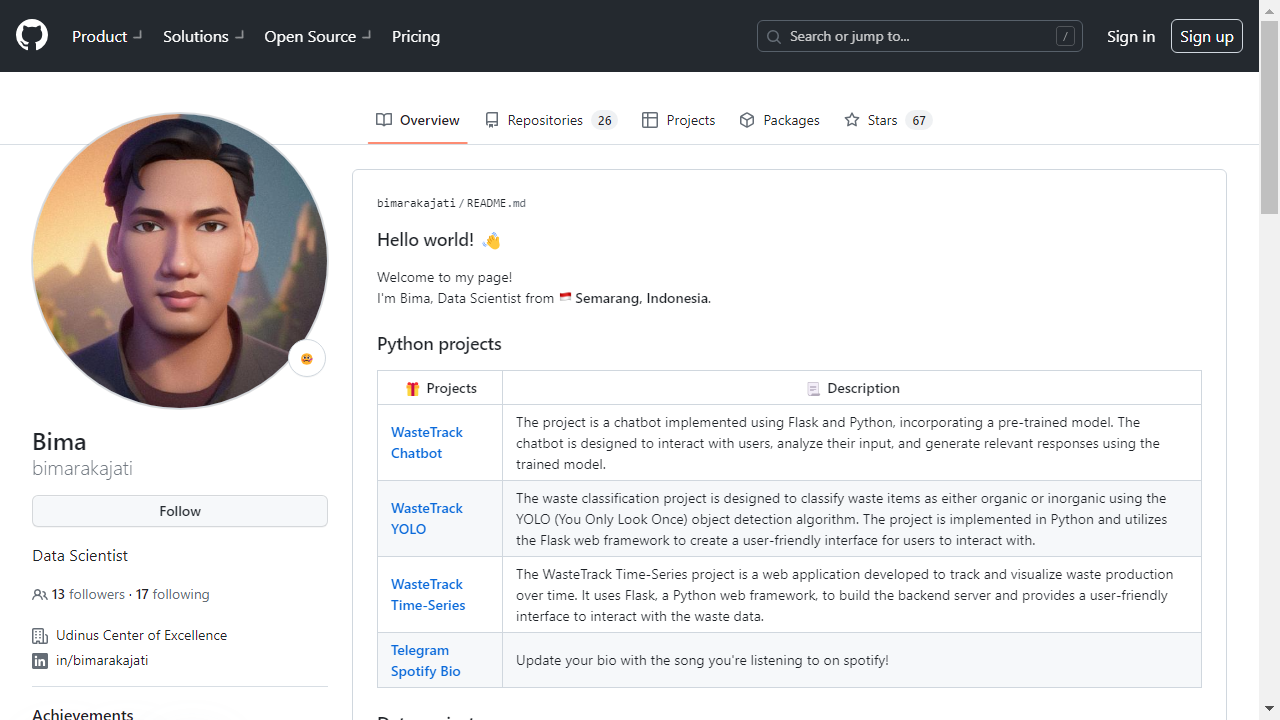 Product Solutions Open Source Pricing Search or jump to... / Sign in Sign up
Overview Repositories 26 Projects Packages Stars 67
bimarakajati/README.md
Hello world! 👋
Welcome to my page!
I'm Bima, Data Scientist from 🇮🇩 Semarang, Indonesia.
Python projects
🎁 Projects 📃 Description
WasteTrack Chatbot
The project is a chatbot implemented using Flask and Python, incorporating a pre-trained model. The
chatbot is designed to interact with users, analyze their input, and generate relevant responses using the
trained model.
WasteTrack YOLO
The waste classification project is designed to classify waste items as either organic or inorganic using the
YOLO (You Only Look Once) object detection algorithm. The project is implemented in Python and utilizes
the Flask web framework to create a user-friendly interface for users to interact with.
WasteTrack Time-Series
The WasteTrack Time-Series project is a web application developed to track and visualize waste production
over time. It uses Flask, a Python web framework, to build the backend server and provides a user-friendly
interface to interact with the waste data.
Telegram Spotify Bio
Update your bio with the song you're listening to on spotify!
Bima
bimarakajati
Follow
Data Scientist
13 followers · 17 following
Udinus Center of Excellence
in/bimarakajati
Achievements